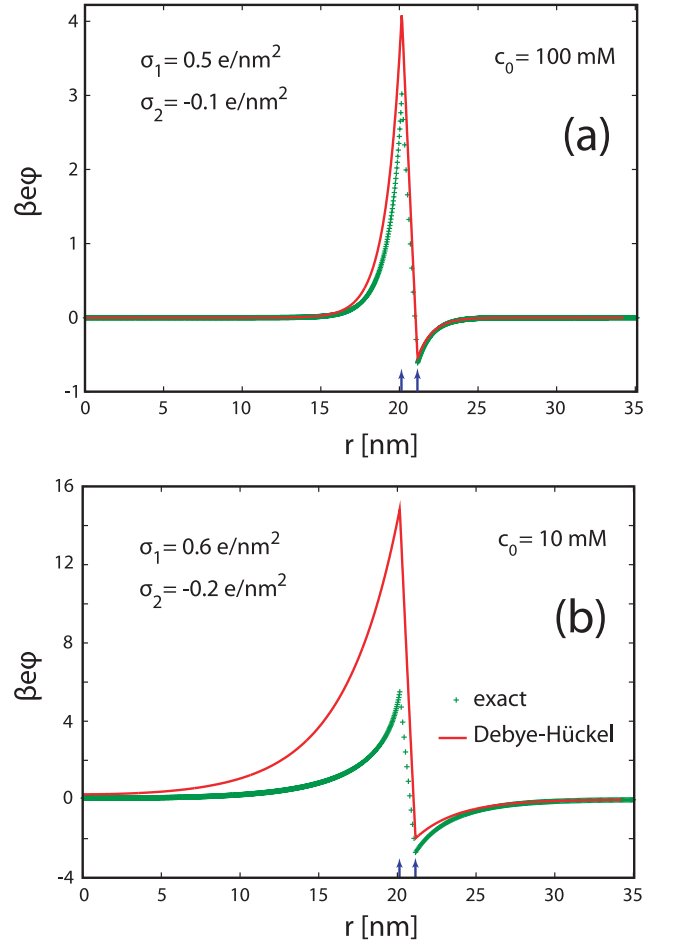 4
3
2
1
0
-1
σ₁= 0.5 e/nm²
σ₂= -0.1 e/nm²
c₀= 100 mM
(a)
βeφ
0 5 10 15 20 25 30 35
r [nm]
16
12
8
4
0
-4
σ₁= 0.6 e/nm²
σ₂= -0.2 e/nm²
c₀= 10 mM
(b)
exact
Debye-Hückel
βeφ
0 5 10 15 20 25 30 35
r [nm]